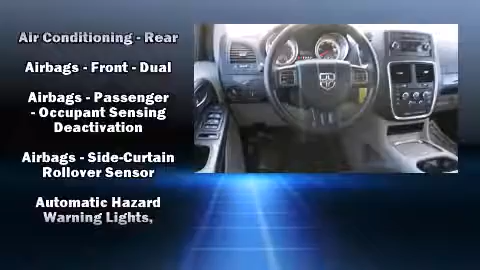 Air Conditioning - Rear
Airbags - Front - Dual
Airbags - Passenger
- Occupant Sensing
Deactivation
Airbags - Side-Curtain
Rollover Sensor
Automatic Hazard
Warning Lights,